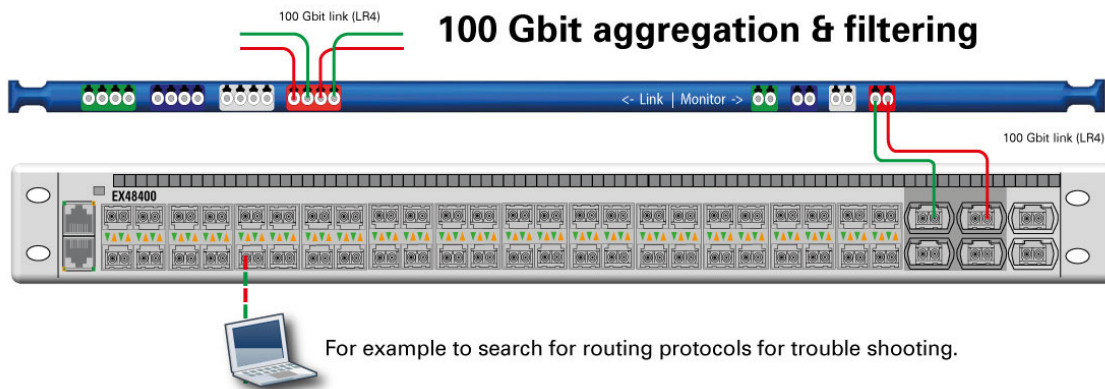 100 Gbit link (LR4)
100 Gbit aggregation & filtering
<- Link | Monitor ->
100 Gbit link (LR4)
EX48400
For example to search for routing protocols for trouble shooting.